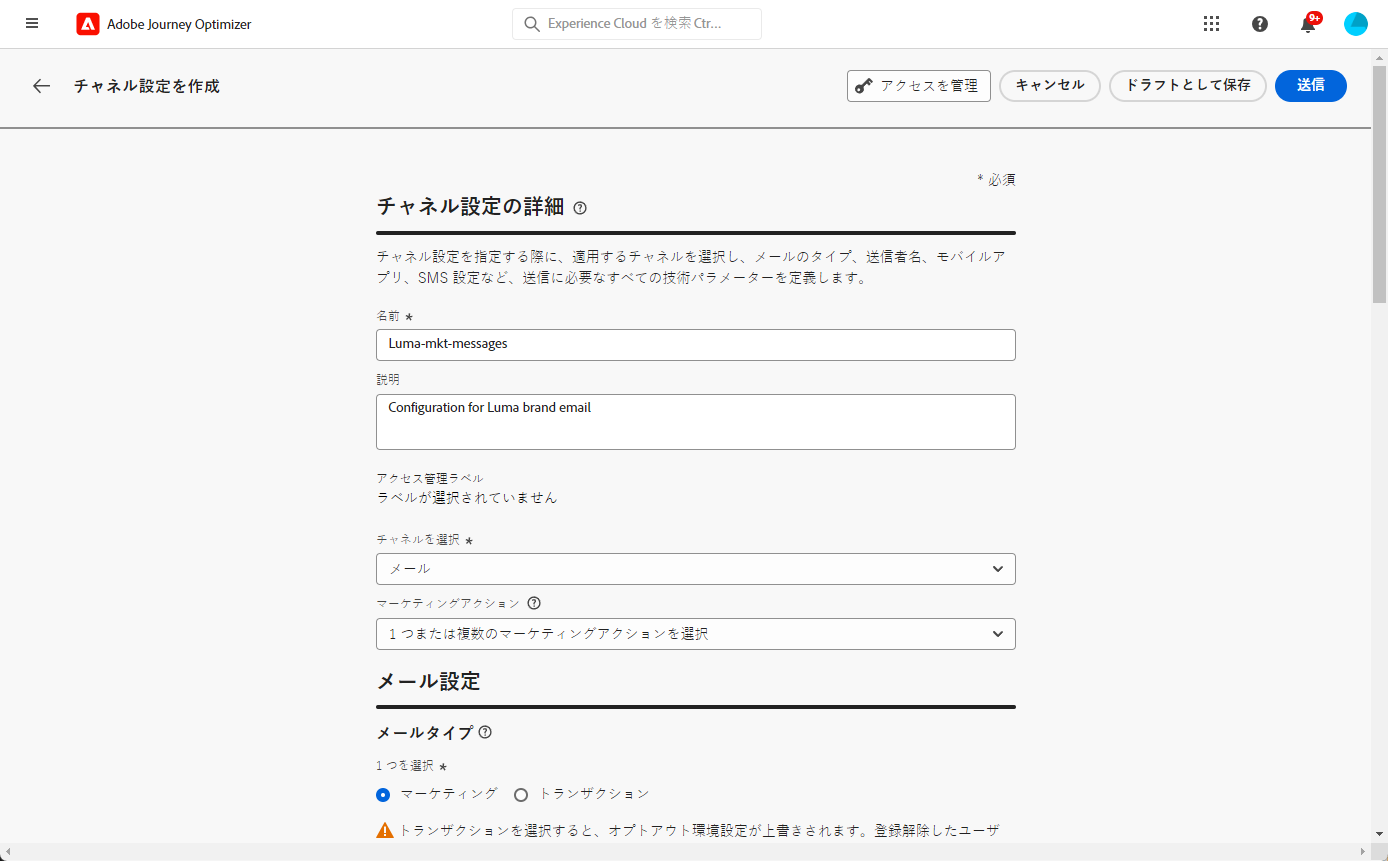 Adobe Journey Optimizer
Experience Cloud を検索 Ctr...
9+
チャネル設定を作成
アクセスを管理
キャンセル
ドラフトとして保存
送信
* 必須
チャネル設定の詳細
チャネル設定を指定する際に、適用するチャネルを選択し、メールのタイプ、送信者名、モバイルア
プリ、SMS 設定など、送信に必要なすべての技術パラメーターを定義します。
名前 *
Luma-mkt-messages
説明
Configuration for Luma brand email
アクセス管理ラベル
ラベルが選択されていません
チャネルを選択 *
メール
マーケティングアクション
1 つまたは複数のマーケティングアクションを選択
メール設定
メールタイプ
1 つを選択 *
マーケティング
トランザクション
トランザクションを選択すると、オプトアウト環境設定が上書きされます。登録解除したユーザ